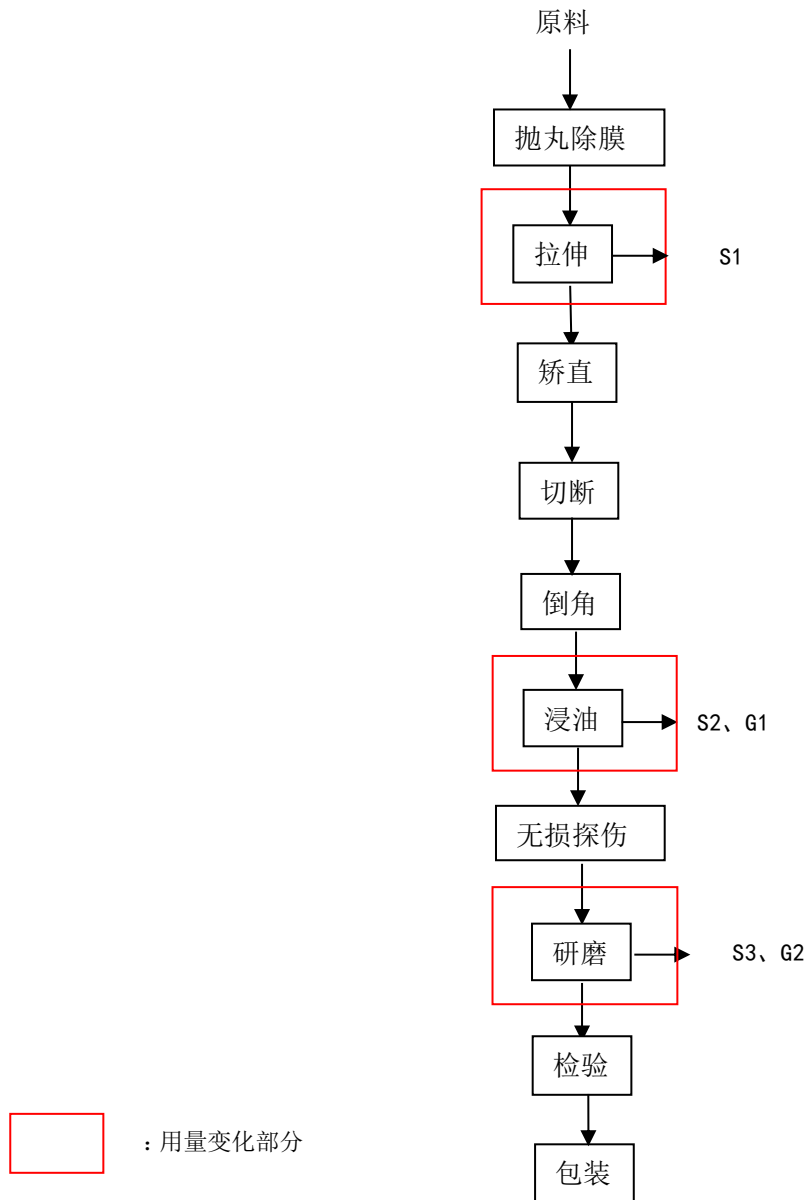 原料
抛丸除膜
拉伸
S1
矫直
切断
倒角
浸油
S2、G1
无损探伤
研磨
S3、G2
检验
：用量变化部分
包装